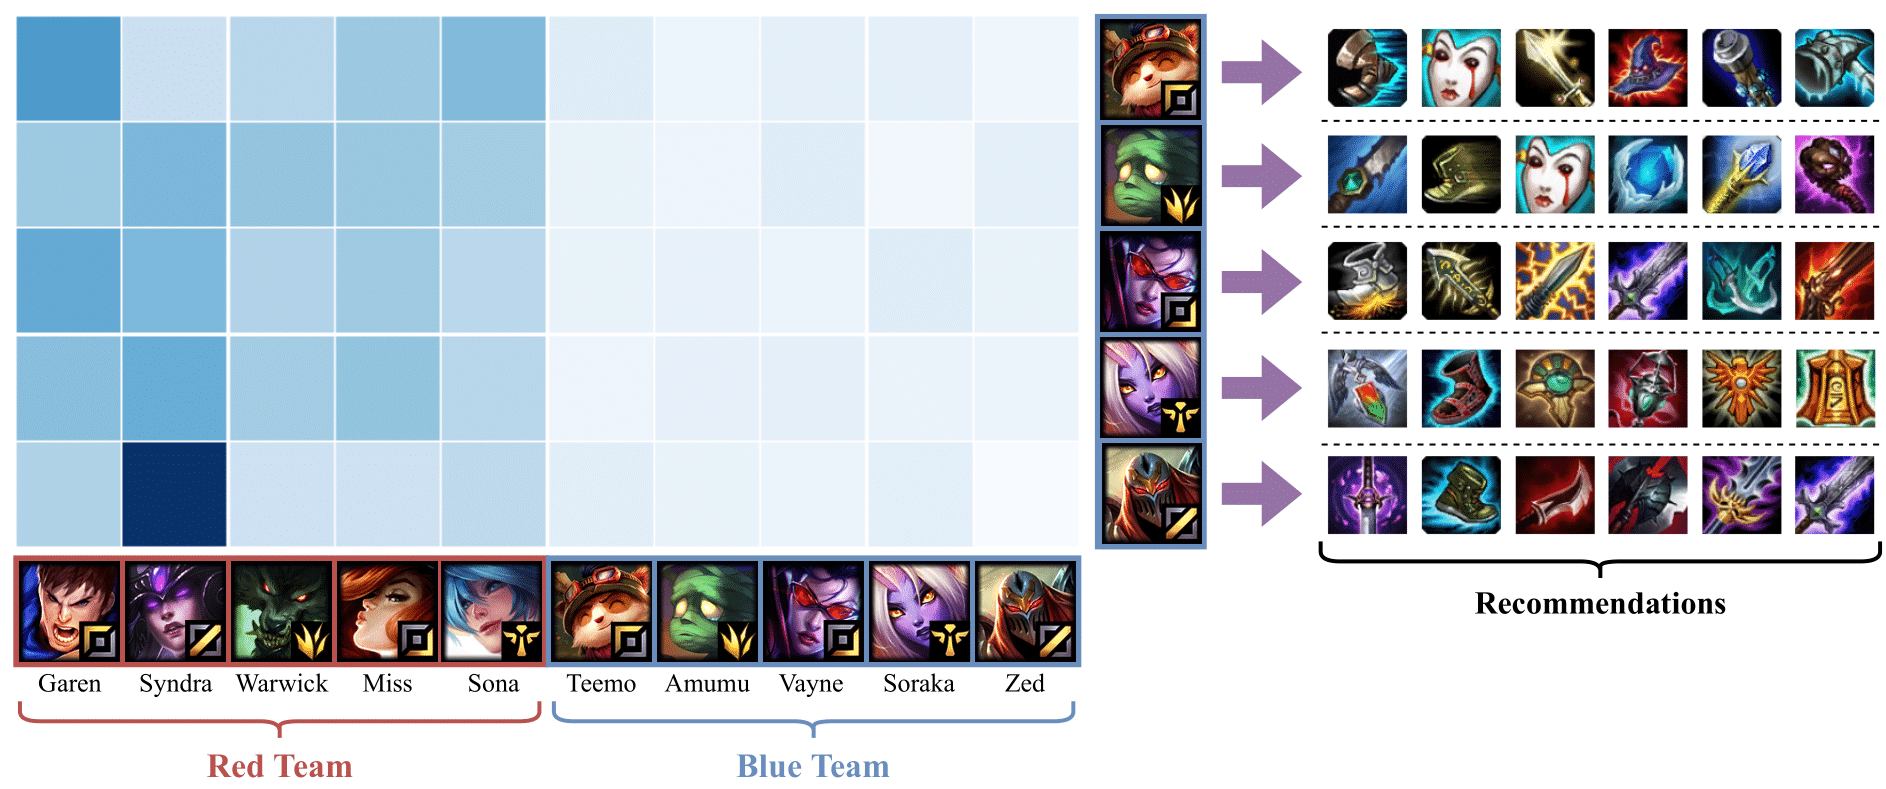 Recommendations
Garen Syndra Warwick Miss Sona Teemo Amumu Vayne Soraka Zed
Red Team Blue Team